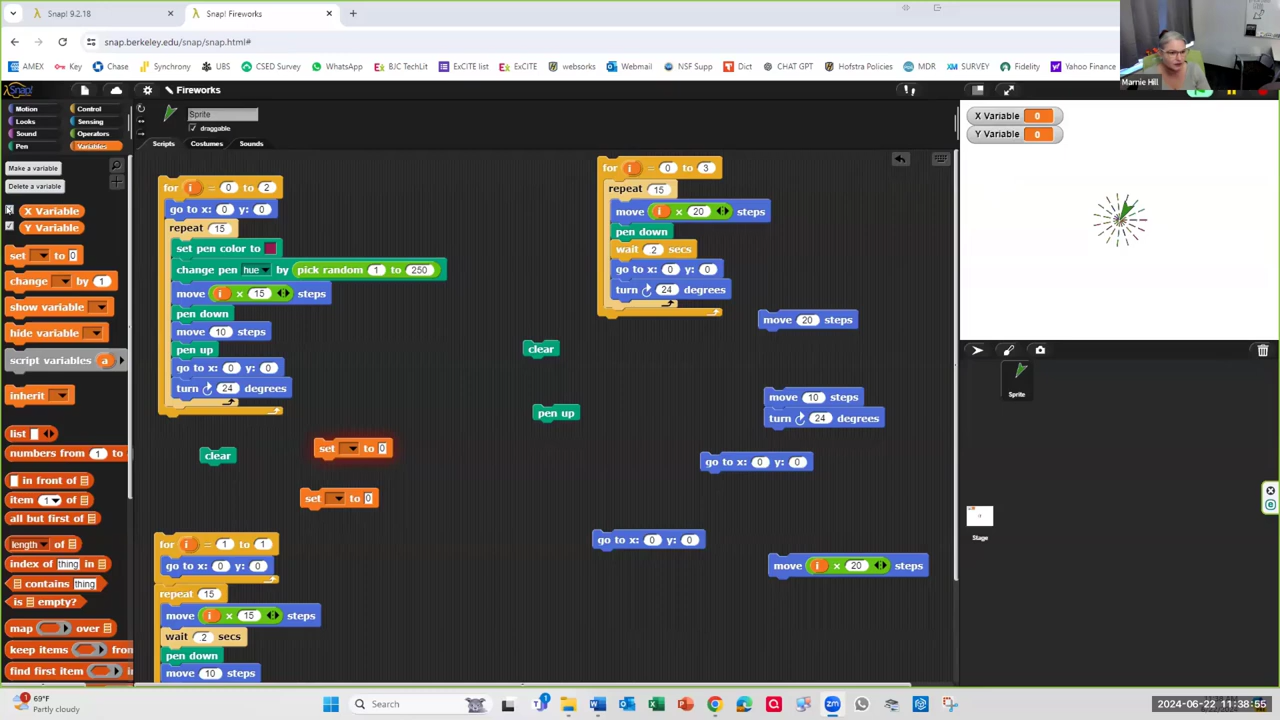 Snap! 9.2.18
Snap! Fireworks
snap.berkeley.edu/snap/snap.html#
AMEX
Key
Chase
Synchrony
UBS
CSED Survey
WhatsApp
BJC TechLit
ExCITE list
ExCITE
websorks
Webmail
NSF Supp
Dict
CHAT GPT
Hofstra Policies
MDR
SURVEY
Fidelity
Yahoo Finance
Marnie Hill
Snap!
Fireworks
Motion
Control
Looks
Sensing
Sound
Operators
Pen
Variables
Make a variable
Delete a variable
X Variable
Y Variable
set to 0
change by 1
show variable
hide variable
script variables a
inherit
list
numbers from 1 to
in front of
item 1 of
all but first of
length of
index of thing in
contains thing
is empty?
map over
keep items
find first item
Sprite
draggable
Scripts
Costumes
Sounds
for i = 0 to 2
go to x: 0 y: 0
repeat 15
set pen color to
change pen hue by pick random 1 to 250
move i × 15 steps
pen down
move 10 steps
pen up
go to x: 0 y: 0
turn 24 degrees
clear
set to 0
set to 0
for i = 1 to 1
go to x: 0 y: 0
repeat 15
move i × 15 steps
wait .2 secs
pen down
move 10 steps
clear
pen up
for i = 0 to 3
repeat 15
move i × 20 steps
pen down
wait .2 secs
go to x: 0 y: 0
turn 24 degrees
move 20 steps
move 10 steps
turn 24 degrees
go to x: 0 y: 0
go to x: 0 y: 0
move i × 20 steps
X Variable 0
Y Variable 0
Sprite
Stage
69°F
Partly cloudy
Search
2024-06-22 11:38:55